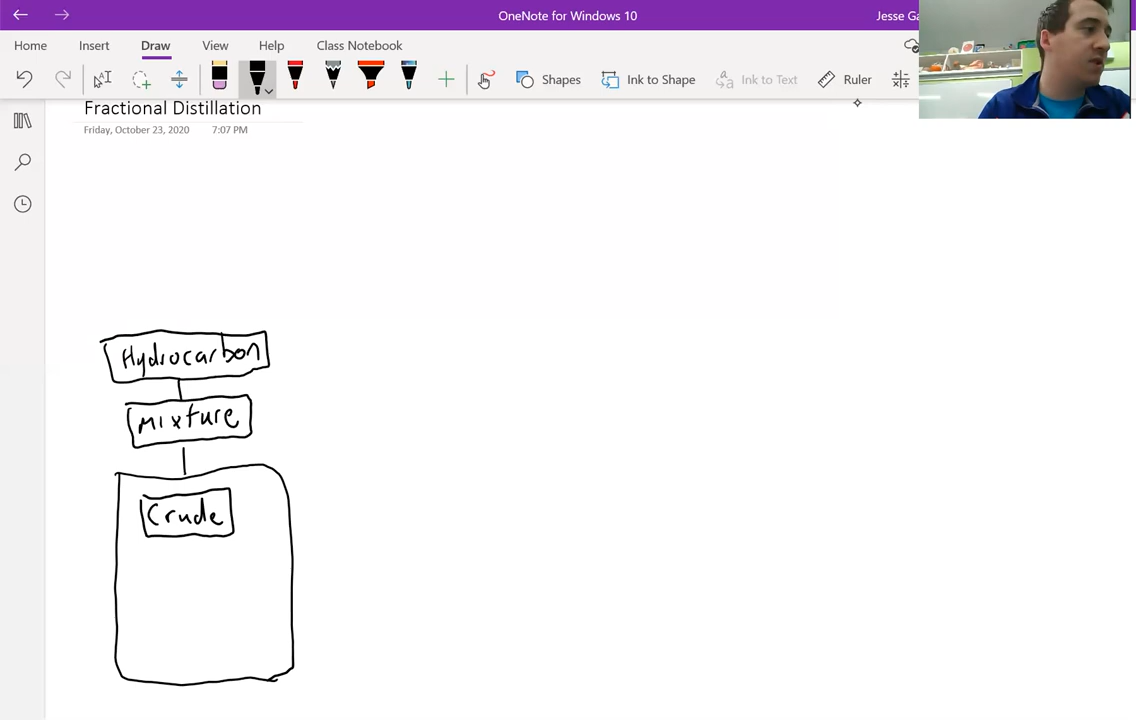 OneNote for Windows 10
Jesse Ga
Home Insert Draw View Help Class Notebook
Shapes Ink to Shape Ink to Text Ruler
Fractional Distillation
Friday, October 23, 2020 7:07 PM
Hydrocarbon
Mixture
Crude